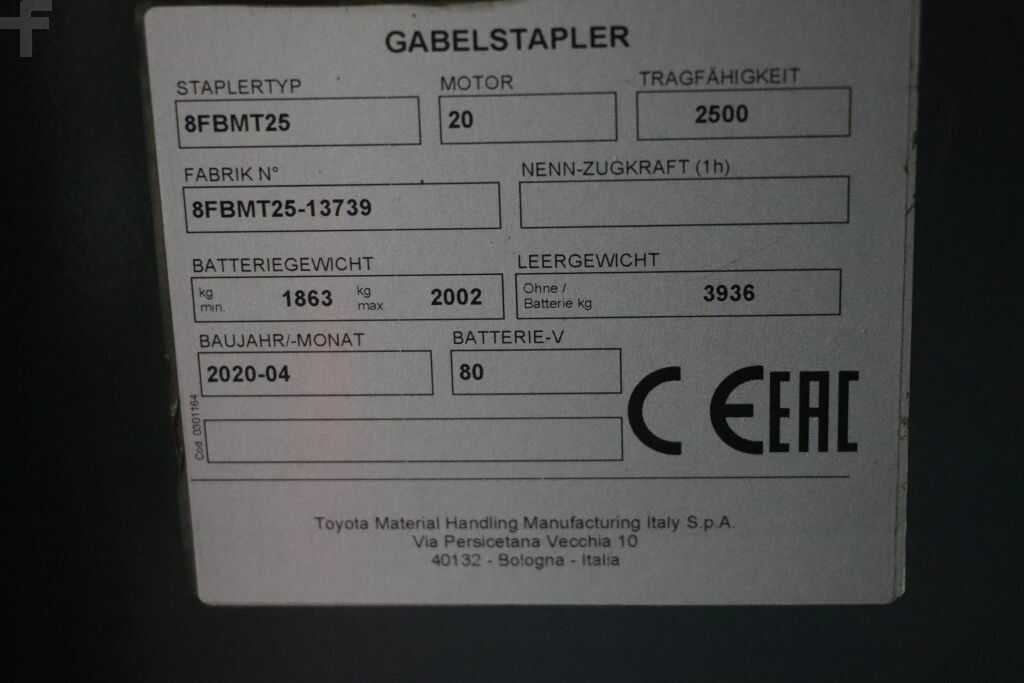 GABELSTAPLER
STAPLERTYP MOTOR TRAGFÄHIGKEIT
8FBMT25 20 2500
FABRIK N° NENN-ZUGKRAFT (1h)
8FBMT25-13739
BATTERIEGEWICHT LEERGEWICHT
kg min. 1863 kg max 2002 Ohne / Batterie kg 3936
BAUJAHR/-MONAT BATTERIE-V
2020-04 80
CE EAC
Cod. 0301164
Toyota Material Handling Manufacturing Italy S.p.A.
Via Persicetana Vecchia 10
40132 - Bologna - Italia